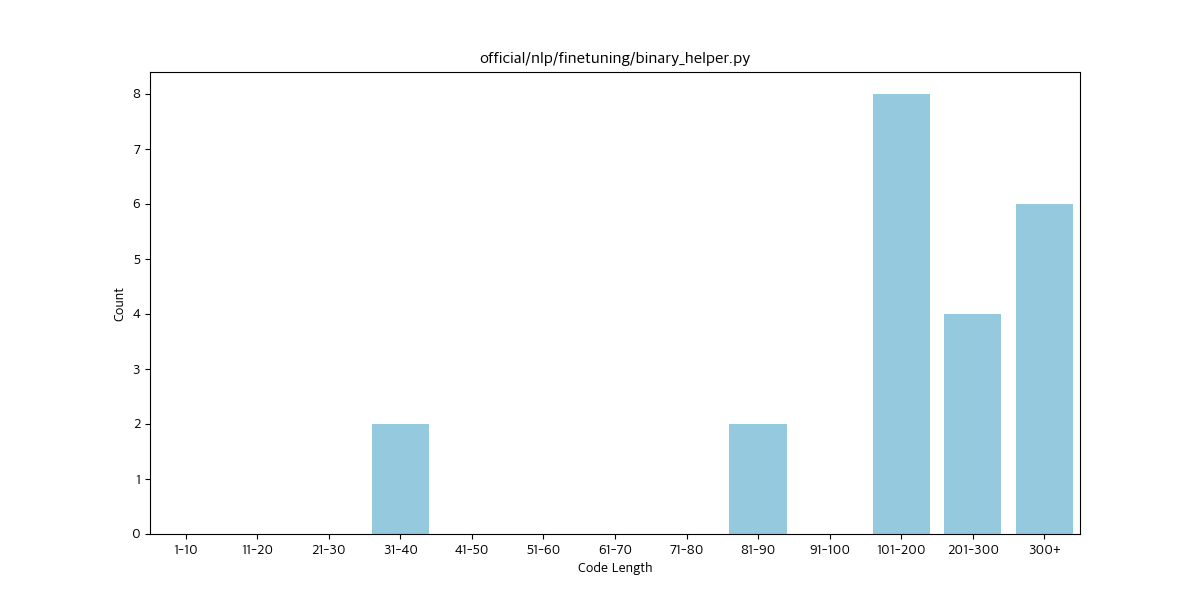 official/nlp/finetuning/binary_helper.py
8
7
6
5
4
3
2
1
0
Count
1-10 11-20 21-30 31-40 41-50 51-60 61-70 71-80 81-90 91-100 101-200 201-300 300+
Code Length